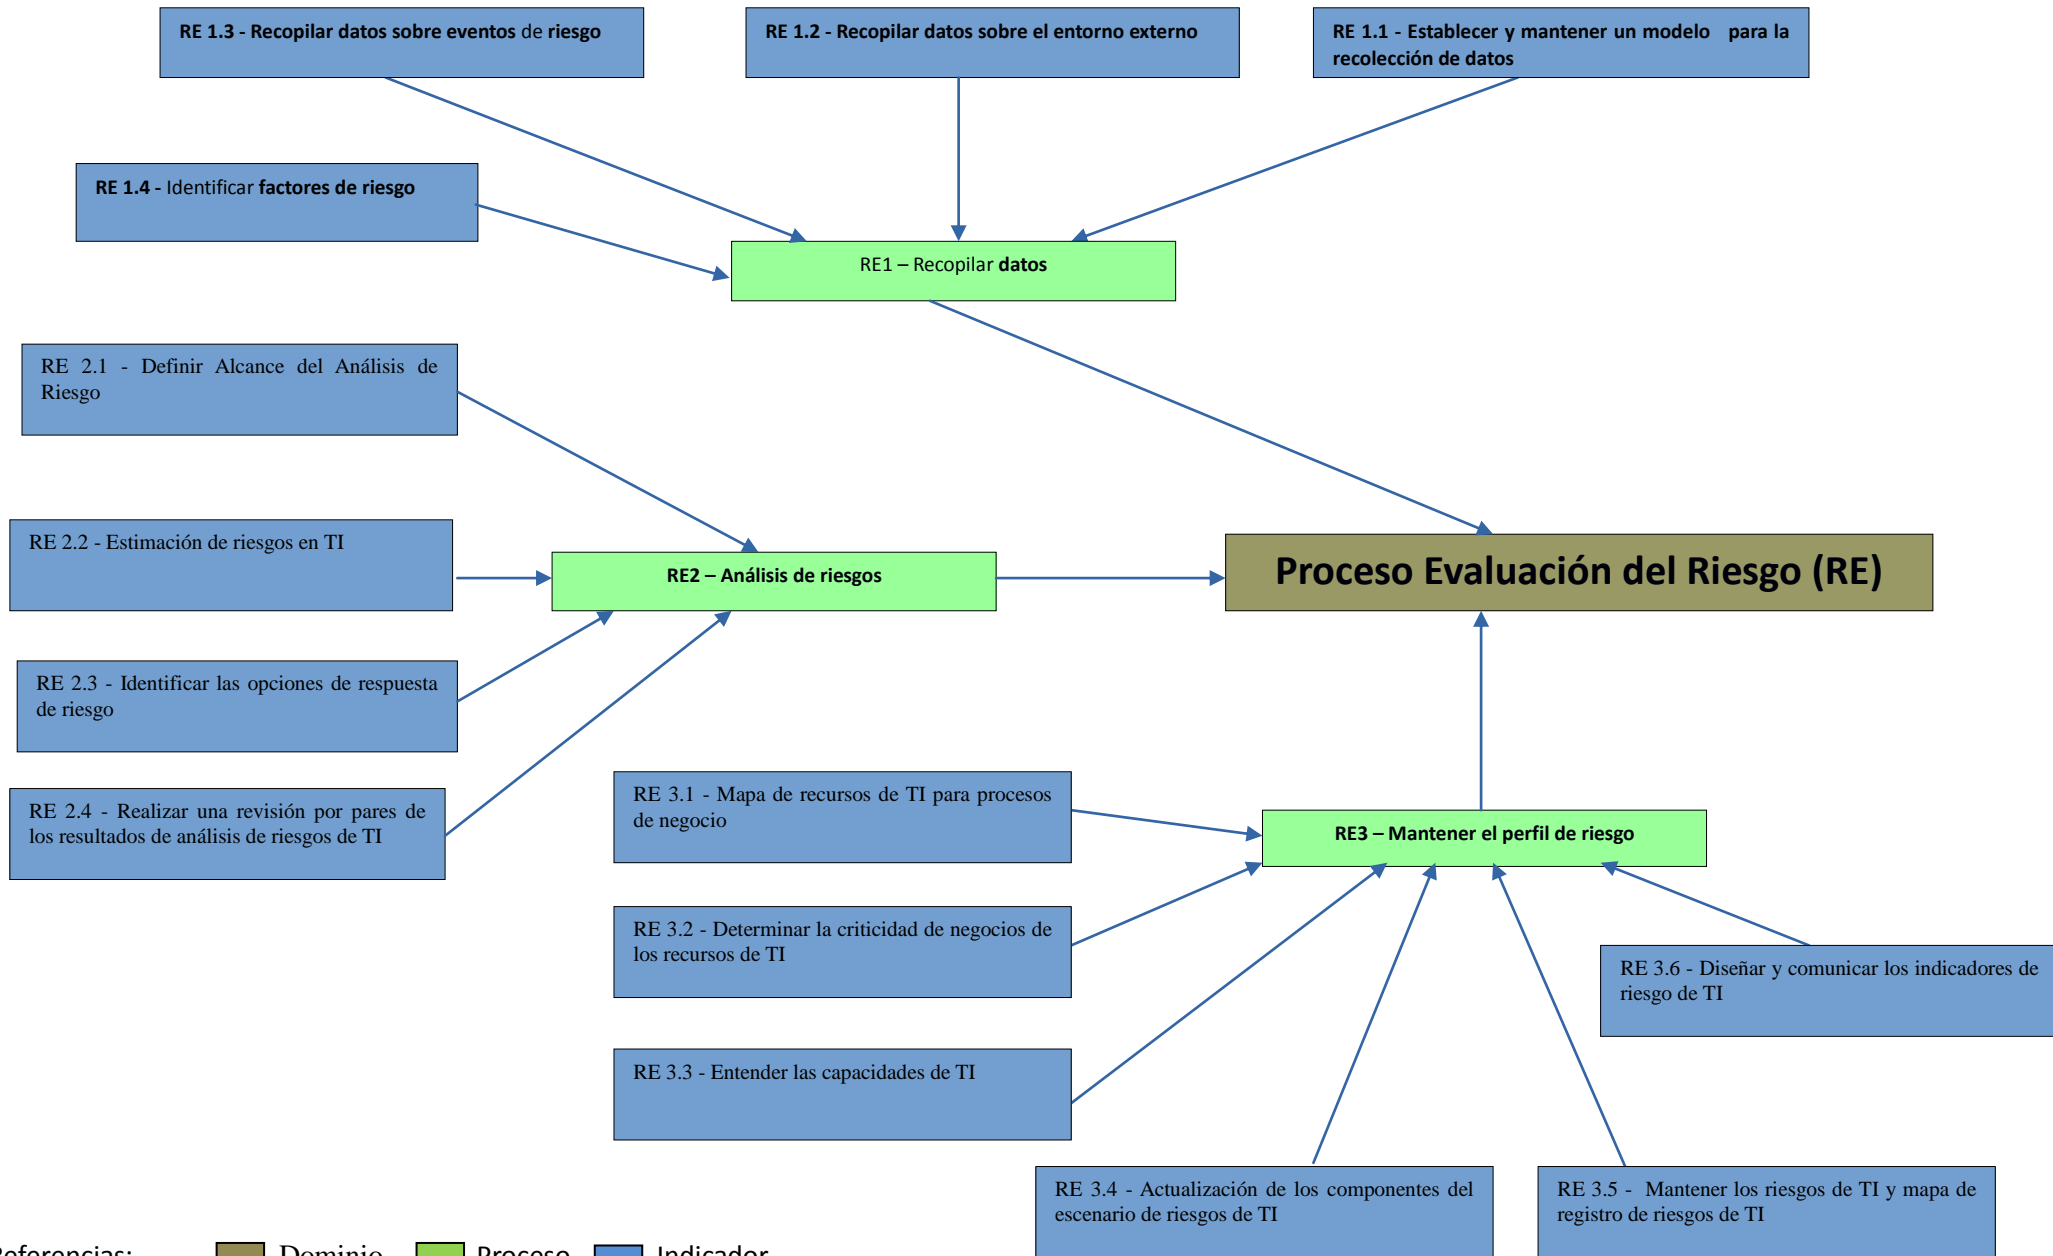 RE 1.3 - Recopilar datos sobre eventos de riesgo
RE 1.2 - Recopilar datos sobre el entorno externo
RE 1.1 - Establecer y mantener un modelo para la
recolección de datos
RE 1.4 - Identificar factores de riesgo
RE1 – Recopilar datos
RE 2.1 - Definir Alcance del Análisis de
Riesgo
RE 2.2 - Estimación de riesgos en TI
RE2 – Análisis de riesgos
Proceso Evaluación del Riesgo (RE)
RE 2.3 - Identificar las opciones de respuesta
de riesgo
RE 2.4 - Realizar una revisión por pares de
los resultados de análisis de riesgos de TI
RE 3.1 - Mapa de recursos de TI para procesos
de negocio
RE3 – Mantener el perfil de riesgo
RE 3.2 - Determinar la criticidad de negocios de
los recursos de TI
RE 3.6 - Diseñar y comunicar los indicadores de
riesgo de TI
RE 3.3 - Entender las capacidades de TI
RE 3.4 - Actualización de los componentes del
escenario de riesgos de TI
RE 3.5 - Mantener los riesgos de TI y mapa de
registro de riesgos de TI
Referencias: Dominio Proceso Indicador